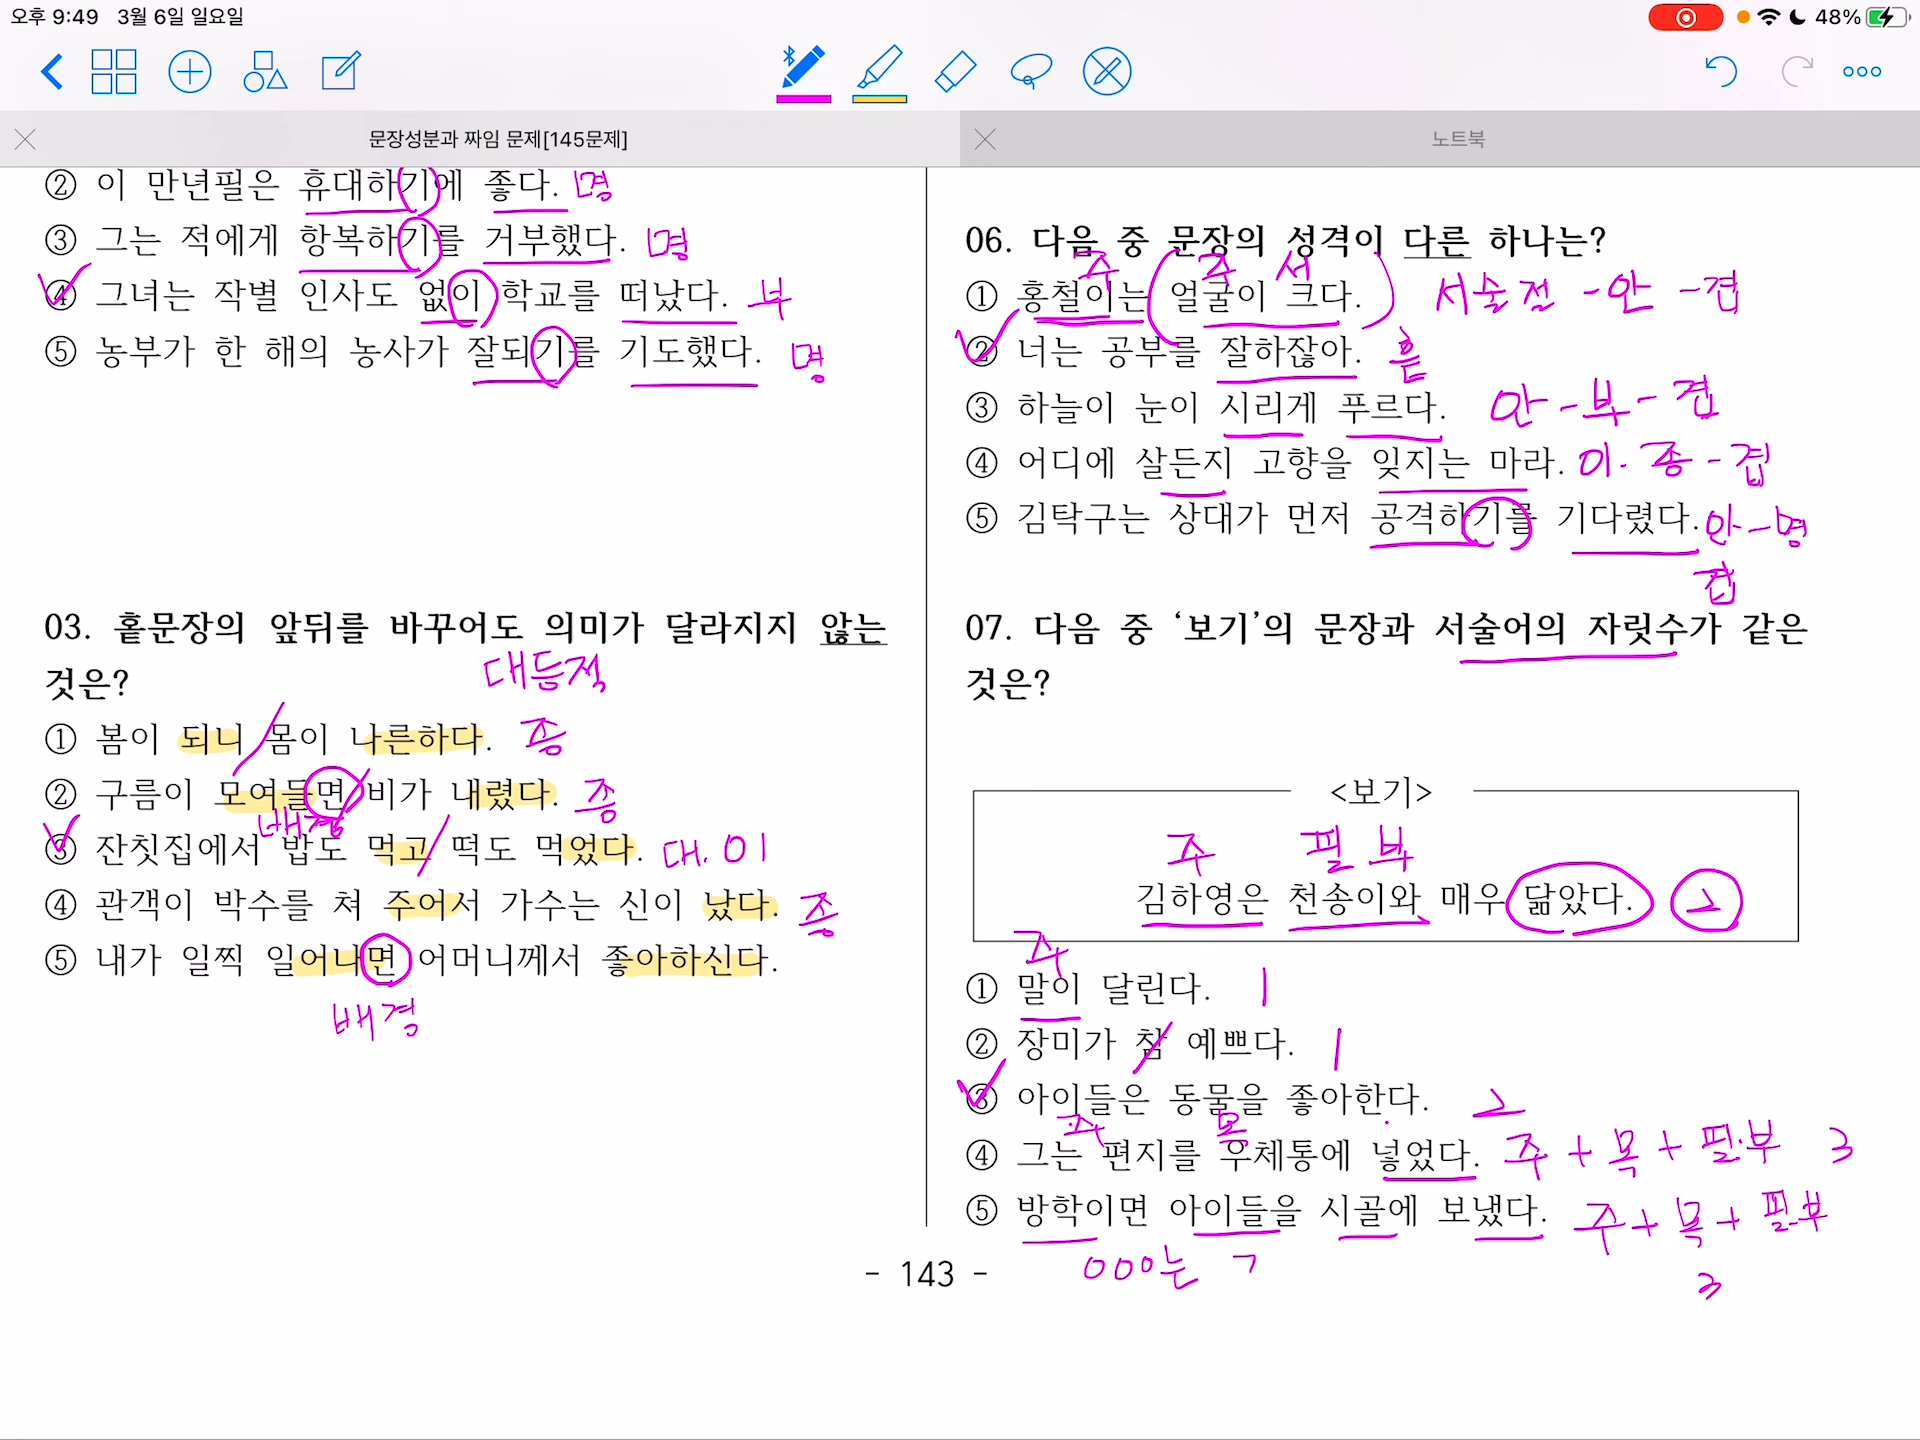 오후 9:49 3월 6일 일요일
48%
문장성분과 짜임 문제[145문제]
노트북
② 이 만년필은 휴대하기에 좋다. 명
③ 그는 적에게 항복하기를 거부했다. 명
④ 그녀는 작별 인사도 없이 학교를 떠났다. 부
⑤ 농부가 한 해의 농사가 잘되기를 기도했다. 명
03. 홑문장의 앞뒤를 바꾸어도 의미가 달라지지 않는
것은?
대등적
① 봄이 되니 몸이 나른하다. 종
② 구름이 모여들면 비가 내렸다. 종
배경
③ 잔칫집에서 밥도 먹고 떡도 먹었다. 대. 이
④ 관객이 박수를 쳐 주어서 가수는 신이 났다. 종
⑤ 내가 일찍 일어나면 어머니께서 좋아하신다.
배경
06. 다음 중 문장의 성격이 다른 하나는?
주 주 서
① 홍철이는 얼굴이 크다. 서술절 - 안 - 겹
② 너는 공부를 잘하잖아. 홑
③ 하늘이 눈이 시리게 푸르다. 안 - 부 - 겹
④ 어디에 살든지 고향을 잊지는 마라. 이. 종 - 겹
⑤ 김탁구는 상대가 먼저 공격하기를 기다렸다. 안 - 명
겹
07. 다음 중 ‘보기’의 문장과 서술어의 자릿수가 같은
것은?
<보기>
주 필 부
김하영은 천송이와 매우 닮았다. 2
주
① 말이 달린다. 1
② 장미가 참 예쁘다. 1
③ 아이들은 동물을 좋아한다. 2
주 목
④ 그는 편지를 우체통에 넣었다. 주 + 목 + 필.부 3
⑤ 방학이면 아이들을 시골에 보냈다. 주 + 목 + 필.부
000는 3
- 143 -